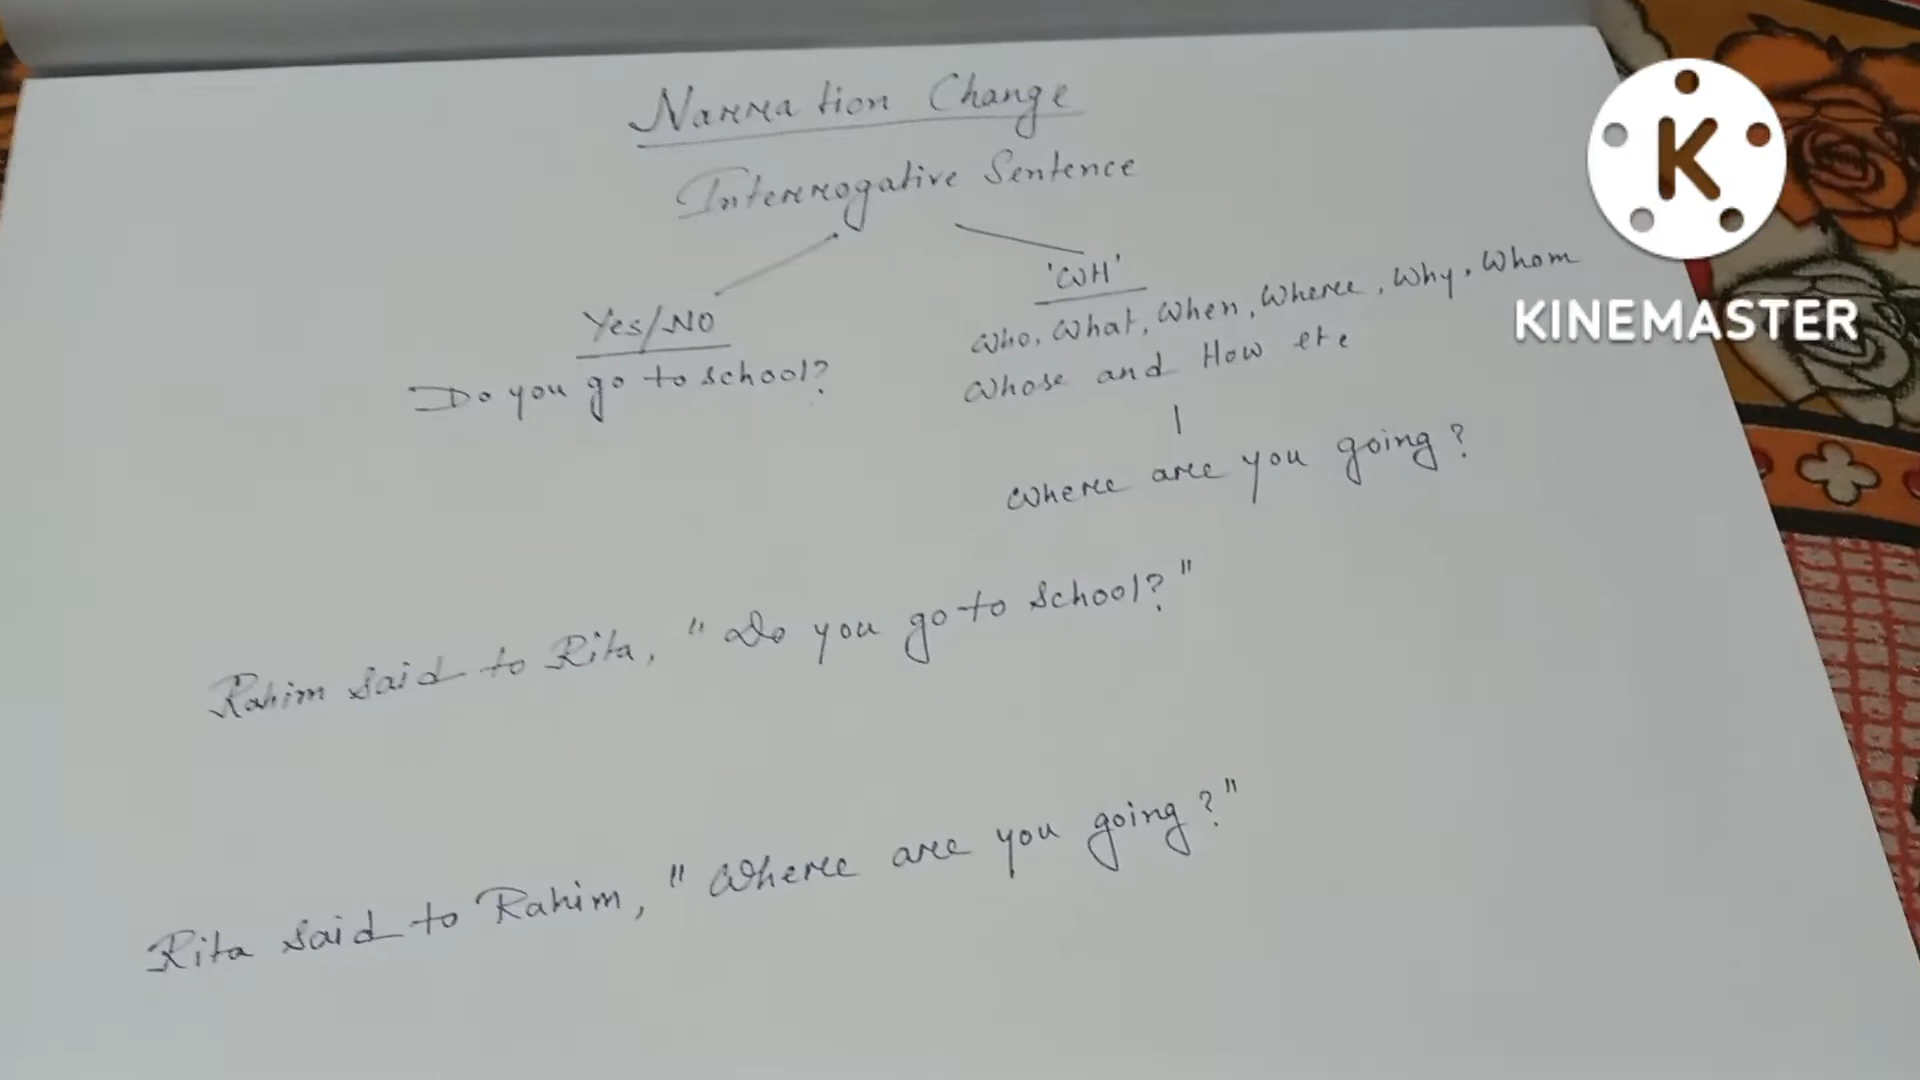 Narration Change
Interrogative Sentence
Yes/NO
Do you go to school?
'WH'
Who, What, When, Where, Why, Whom
Whose and How etc
Where are you going?
Rahim said to Rita, "Do you go to school?"
Rita said to Rahim, "Where are you going?"
K
KINEMASTER